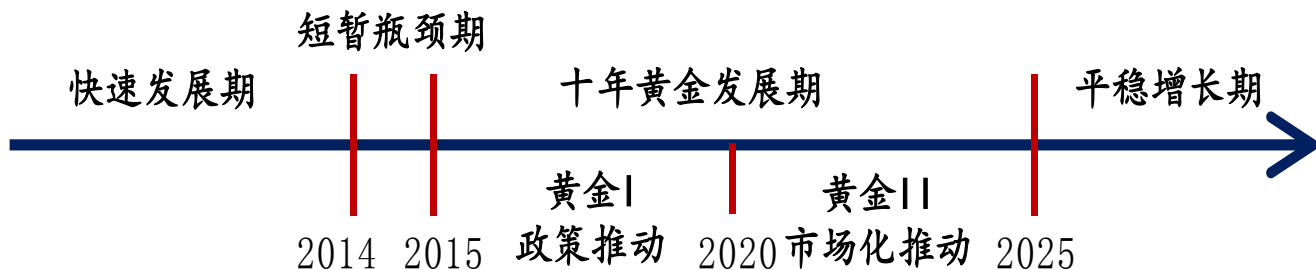 短暂瓶颈期
快速发展期
十年黄金发展期
平稳增长期
黄金I
政策推动
黄金II
市场化推动
2014
2015
2020
2025